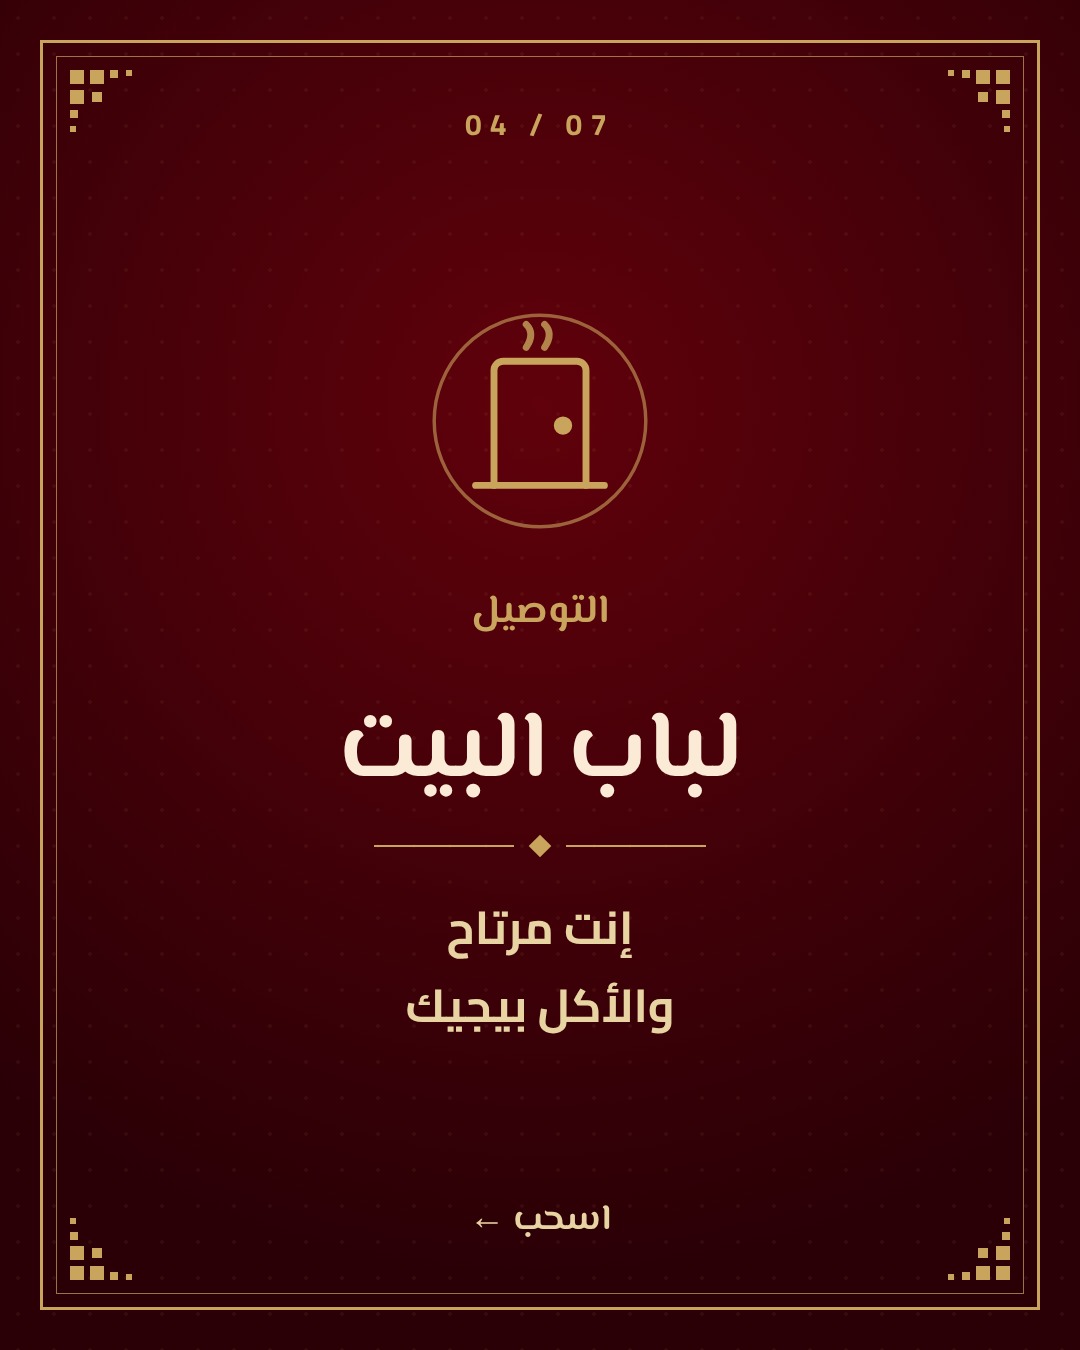 04 / 07
التوصيل
لباب البيت
إنت مرتاح
والأكل بيجيك
اسحب ←